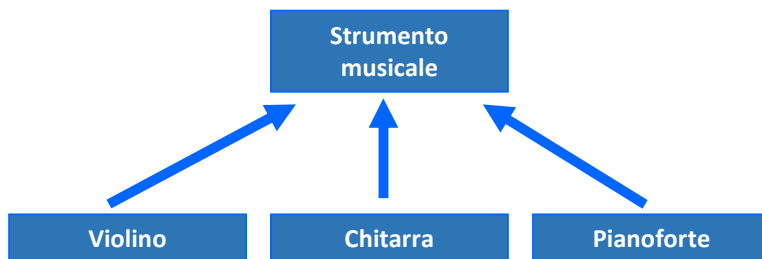 Strumento
musicale
Violino
Chitarra
Pianoforte